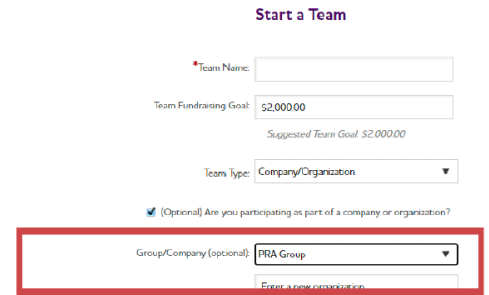 Start a Team
*Team Name:
Team Fundraising Goal: $2,000.00
Suggested Team Goal: $2,000.00
Team Type: Company/Organization
(Optional) Are you participating as part of a company or organization?
Group/Company (optional): PRA Group
Enter a new organization